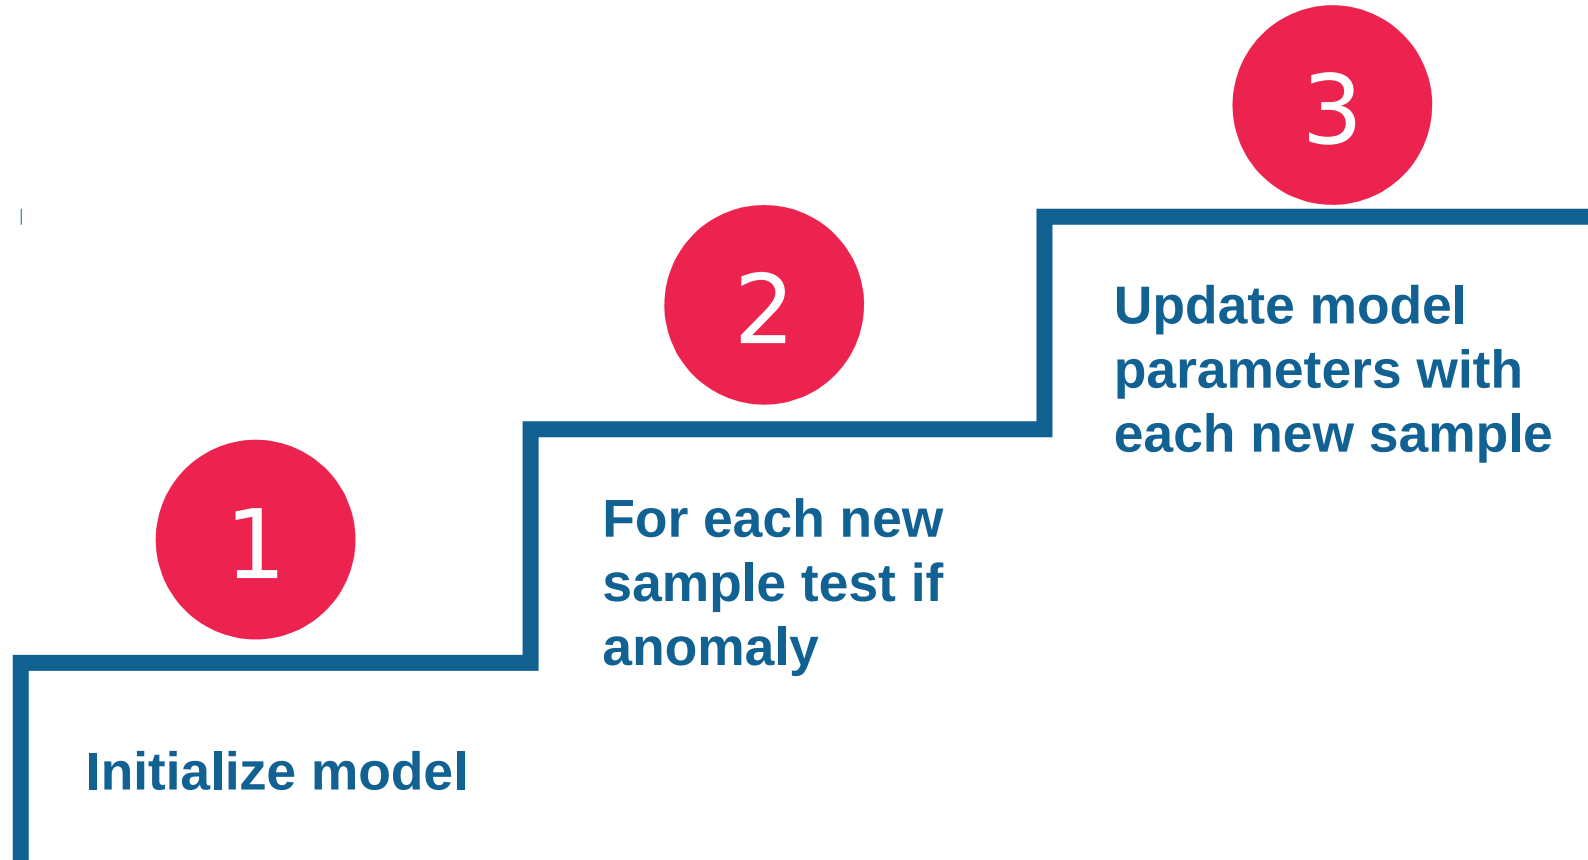 1
Initialize model
2
For each new
sample test if
anomaly
3
Update model
parameters with
each new sample